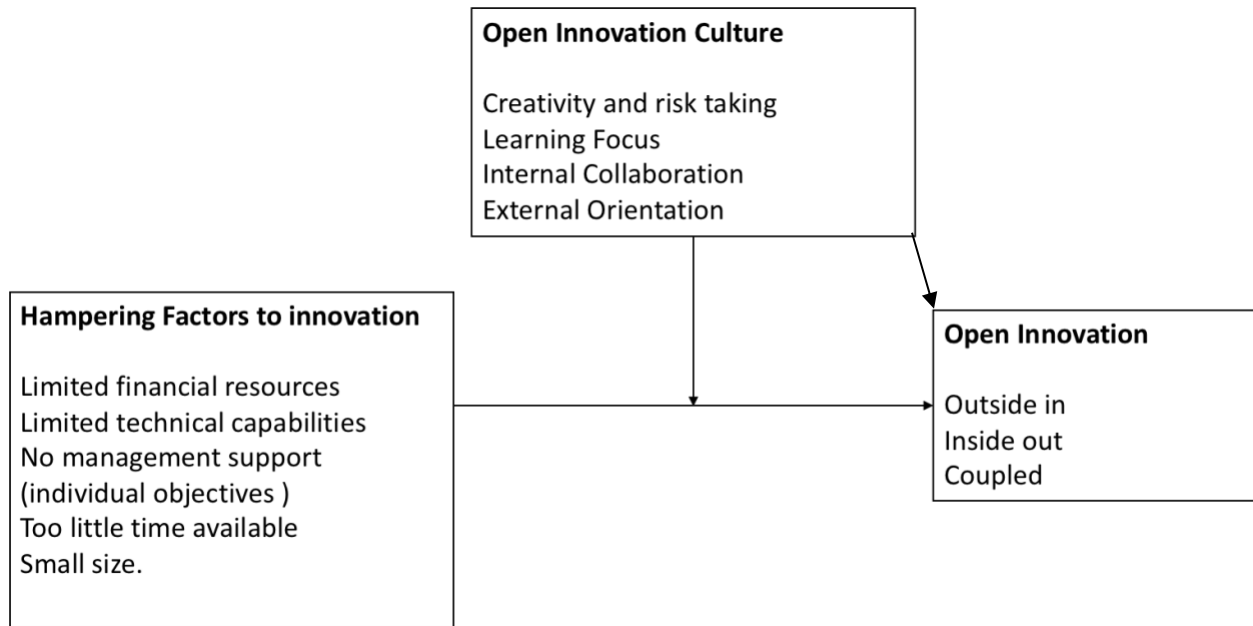 Open Innovation Culture
Creativity and risk taking
Learning Focus
Internal Collaboration
External Orientation
Hampering Factors to innovation
Limited financial resources
Limited technical capabilities
No management support
(individual objectives )
Too little time available
Small size.
Open Innovation
Outside in
Inside out
Coupled